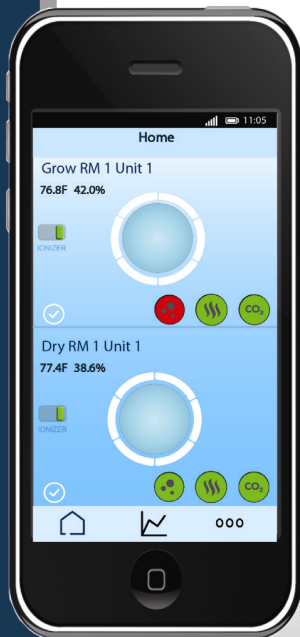 11:05
Home
Grow RM 1 Unit 1
76.8F 42.0%
IONIZER
CO₂
Dry RM 1 Unit 1
77.4F 38.6%
IONIZER
CO₂